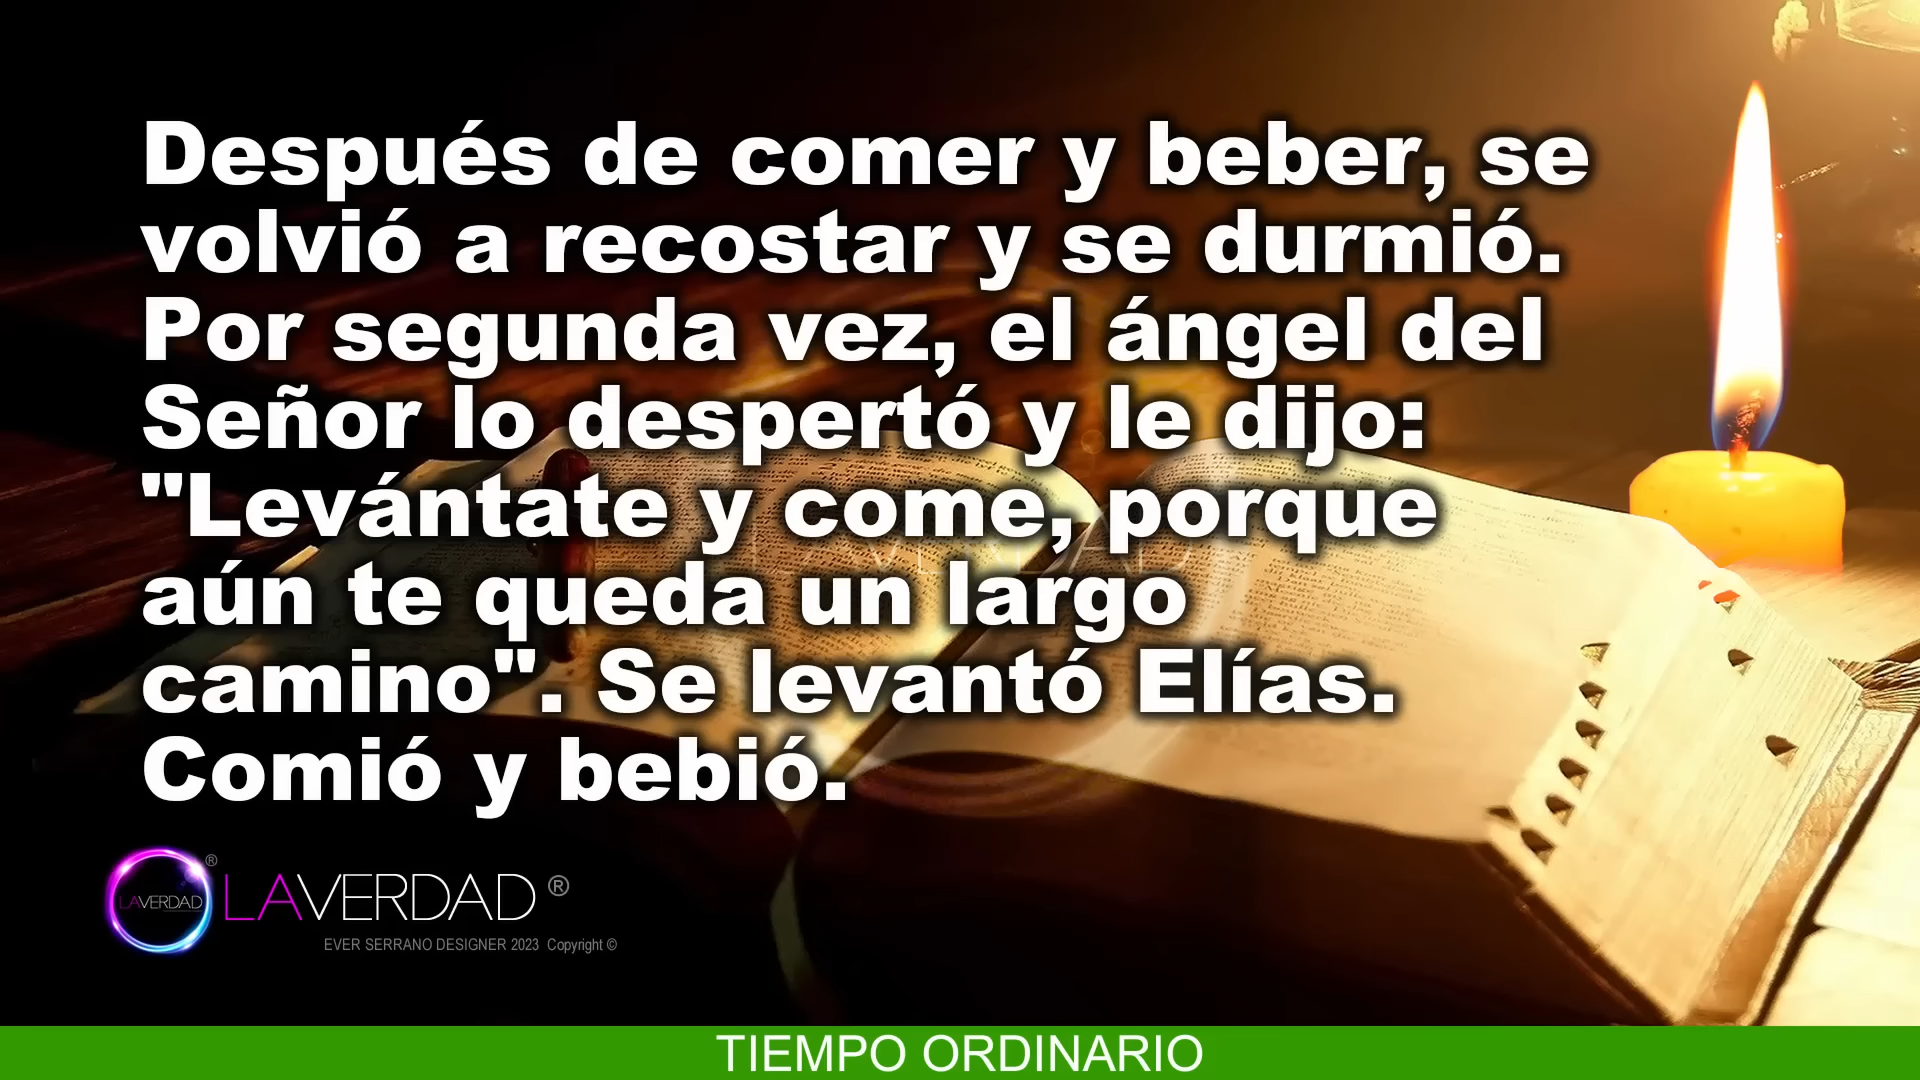 Después de comer y beber, se
volvió a recostar y se durmió.
Por segunda vez, el ángel del
Señor lo despertó y le dijo:
"Levántate y come, porque
aún te queda un largo
camino". Se levantó Elías.
Comió y bebió.
LAVERDAD ®
LAVERDAD ®
EVER SERRANO DESIGNER 2023 Copyright ©
TIEMPO ORDINARIO